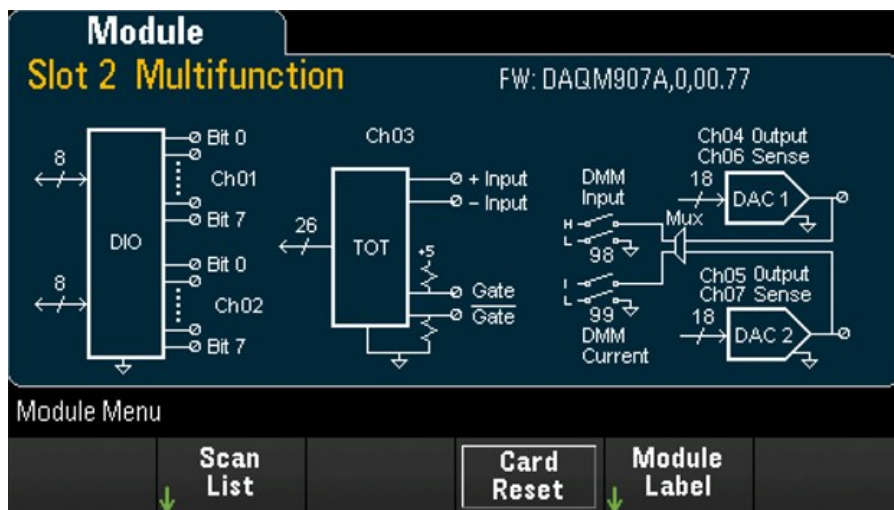 Module
Slot 2 Multifunction
FW: DAQM907A,0,00.77
8
DIO
Bit 0
Ch01
Bit 7
8
Bit 0
Ch02
Bit 7
Ch03
26
TOT
+ Input
- Input
+5
Gate
Gate
DMM
Input
H
L
98
I
L
99
DMM
Current
Mux
Ch04 Output
Ch06 Sense
18
DAC 1
Ch05 Output
Ch07 Sense
18
DAC 2
Module Menu
Scan
List
Card
Reset
Module
Label